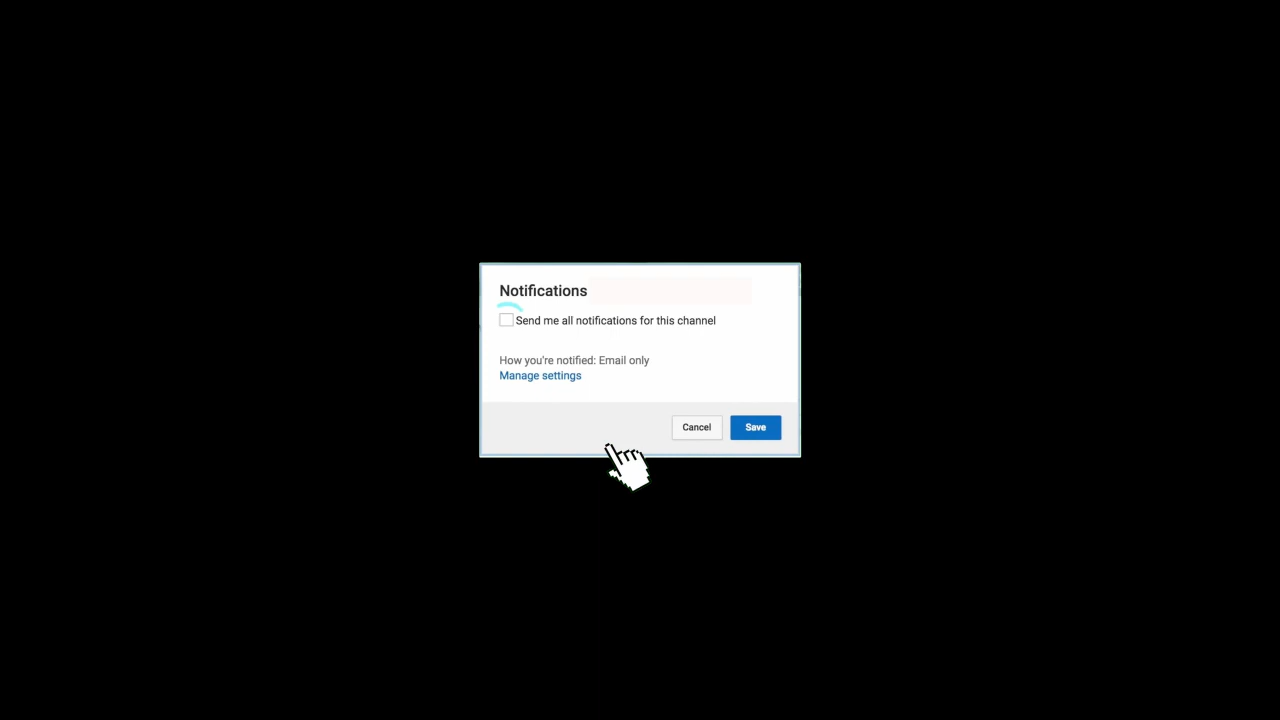 Notifications
Send me all notifications for this channel
How you're notified: Email only
Manage settings
Cancel Save